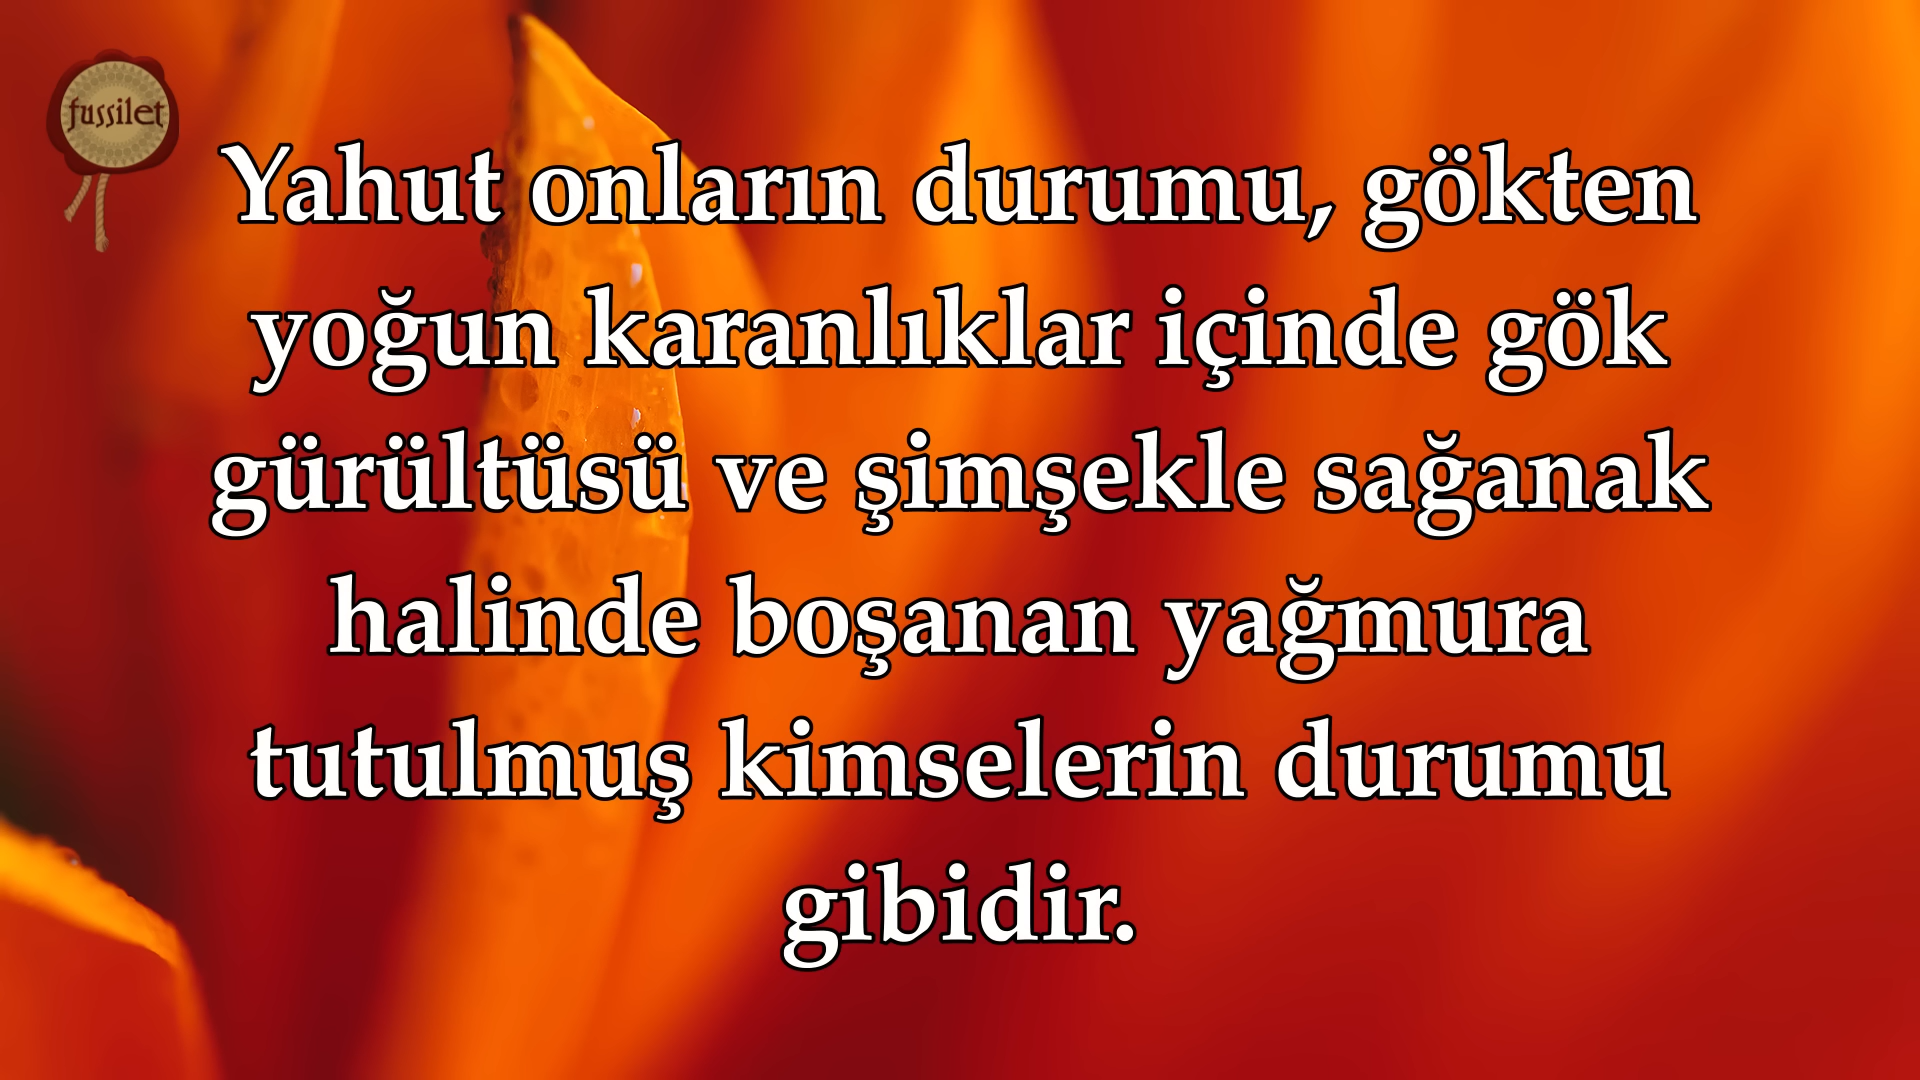 fussilet
Yahut onların durumu, gökten
yoğun karanlıklar içinde gök
gürültüsü ve şimşekle sağanak
halinde boşanan yağmura
tutulmuş kimselerin durumu
gibidir.